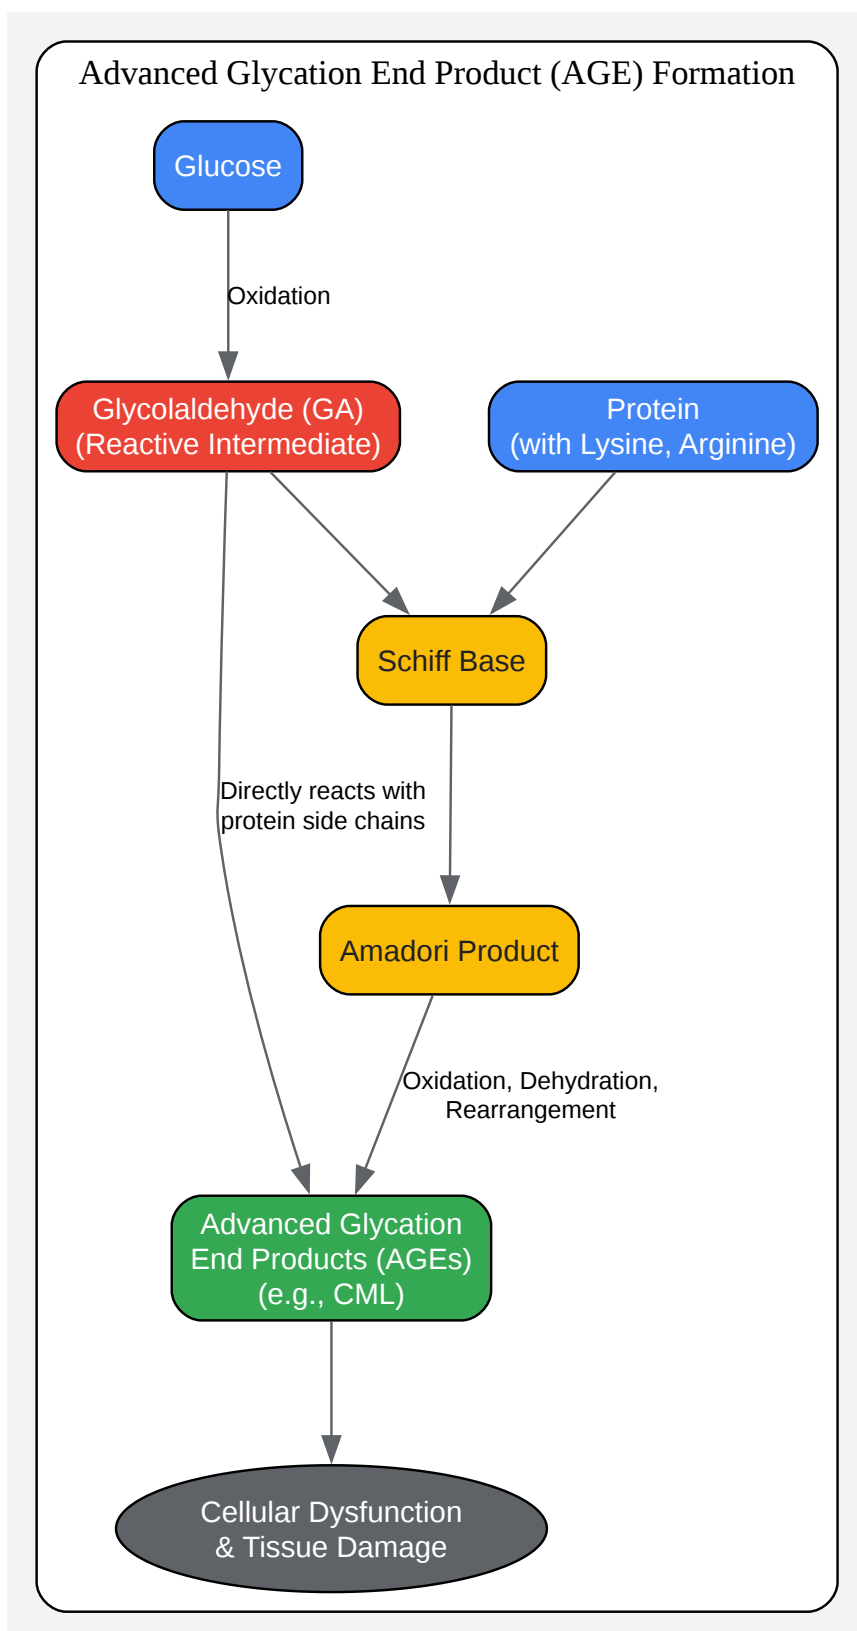 Advanced Glycation End Product (AGE) Formation
Glucose
Oxidation
Glycolaldehyde (GA)
(Reactive Intermediate)
Protein
(with Lysine, Arginine)
Schiff Base
Directly reacts with
protein side chains
Amadori Product
Oxidation, Dehydration,
Rearrangement
Advanced Glycation
End Products (AGEs)
(e.g., CML)
Cellular Dysfunction
& Tissue Damage